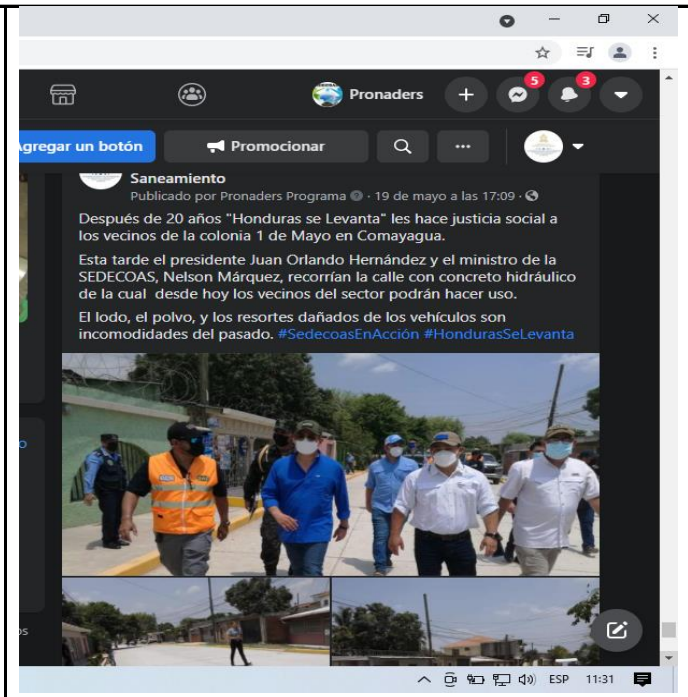 Pronaders
5
3
Agregar un botón
Promocionar
Saneamiento
Publicado por Pronaders Programa · 19 de mayo a las 17:09 ·
Después de 20 años "Honduras se Levanta" les hace justicia social a
los vecinos de la colonia 1 de Mayo en Comayagua.
Esta tarde el presidente Juan Orlando Hernández y el ministro de la
SEDECOAS, Nelson Márquez, recorrían la calle con concreto hidráulico
de la cual desde hoy los vecinos del sector podrán hacer uso.
El lodo, el polvo, y los resortes dañados de los vehículos son
incomodidades del pasado. #SedecoasEnAcción #HondurasSeLevanta
ESP 11:31